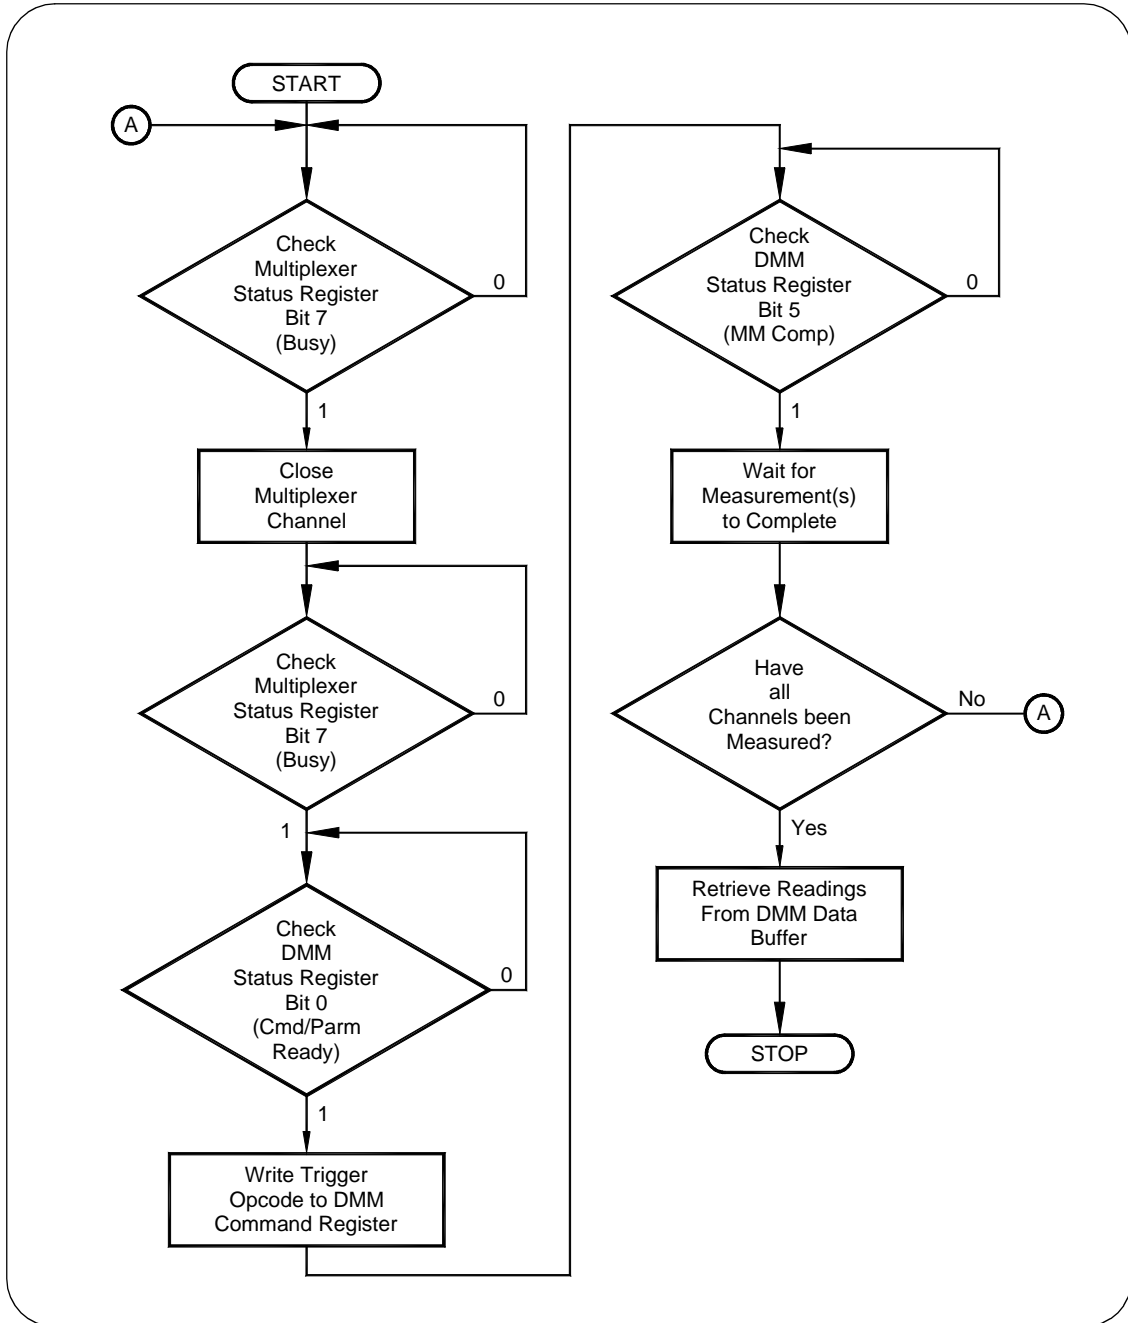 START
A
Check
Multiplexer
Status Register
Bit 7
(Busy)
0
1
Close
Multiplexer
Channel
Check
Multiplexer
Status Register
Bit 7
(Busy)
0
1
Check
DMM
Status Register
Bit 0
(Cmd/Parm
Ready)
0
1
Write Trigger
Opcode to DMM
Command Register
Check
DMM
Status Register
Bit 5
(MM Comp)
0
1
Wait for
Measurement(s)
to Complete
Have
all
Channels been
Measured?
No
A
Yes
Retrieve Readings
From DMM Data
Buffer
STOP